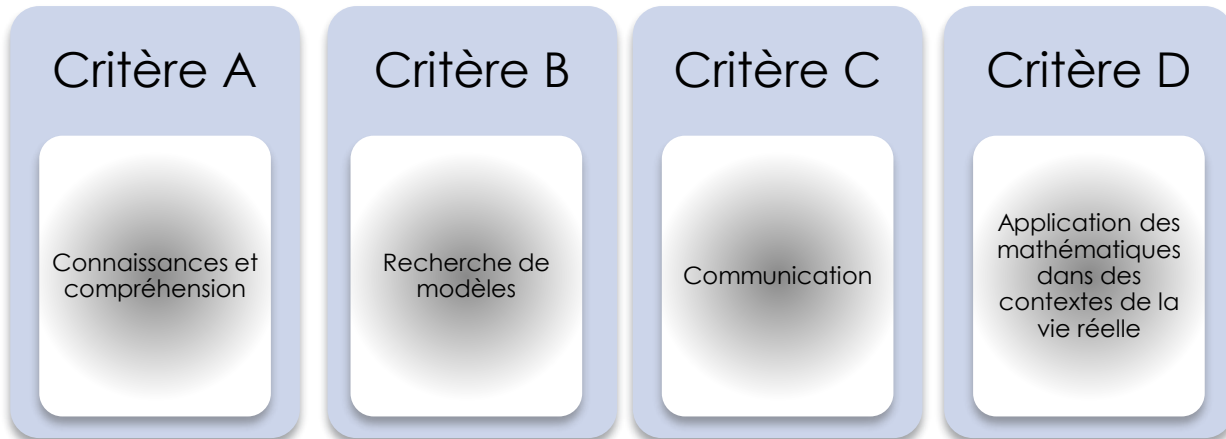 Critère A
Connaissances et
compréhension
Critère B
Recherche de
modèles
Critère C
Communication
Critère D
Application des
mathématiques
dans des
contextes de la
vie réelle